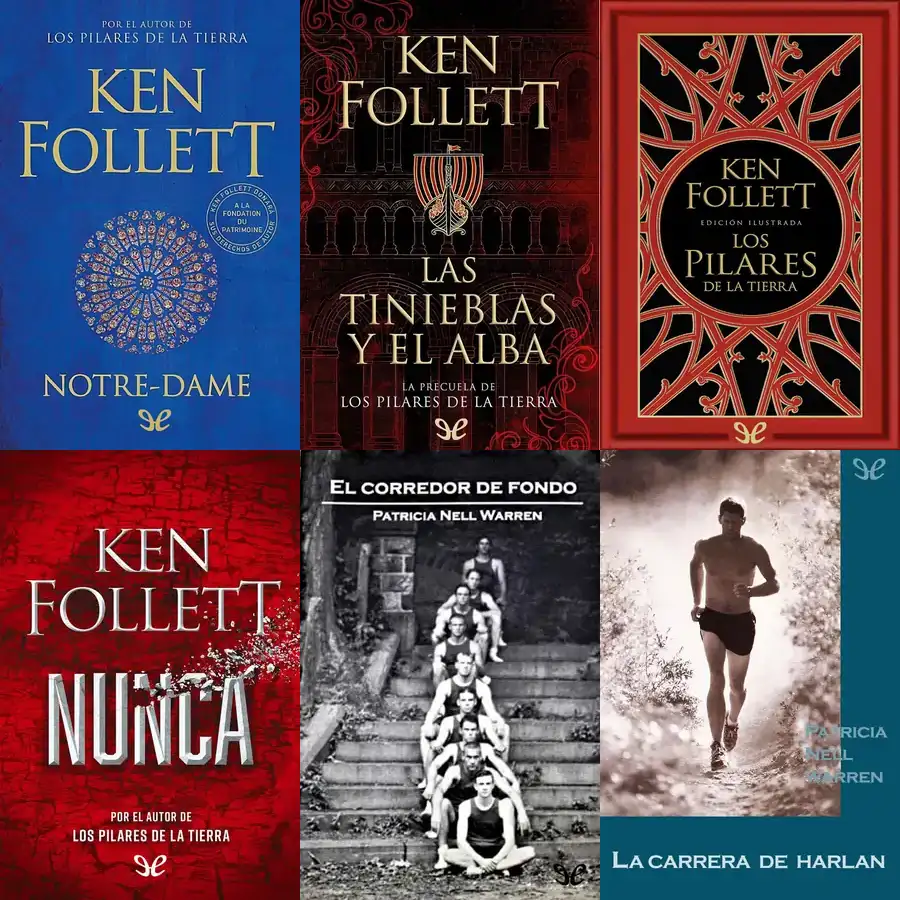 POR EL AUTOR DE
LOS PILARES DE LA TIERRA
KEN
FOLLETT
KEN FOLLETT DONARÁ
A LA
FONDATION
DU
PATRIMOINE
SUS DERECHOS DE AUTOR
NOTRE-DAME
KEN
FOLLETT
LAS
TINIEBLAS
Y EL ALBA
LA PRECUELA DE
LOS PILARES DE LA TIERRA
KEN
FOLLETT
EDICIÓN ILUSTRADA
LOS
PILARES
DE LA TIERRA
KEN
FOLLETT
NUNCA
POR EL AUTOR DE
LOS PILARES DE LA TIERRA
EL CORREDOR DE FONDO
PATRICIA NELL WARREN
PATRICIA
NELL
WARREN
LA CARRERA DE HARLAN